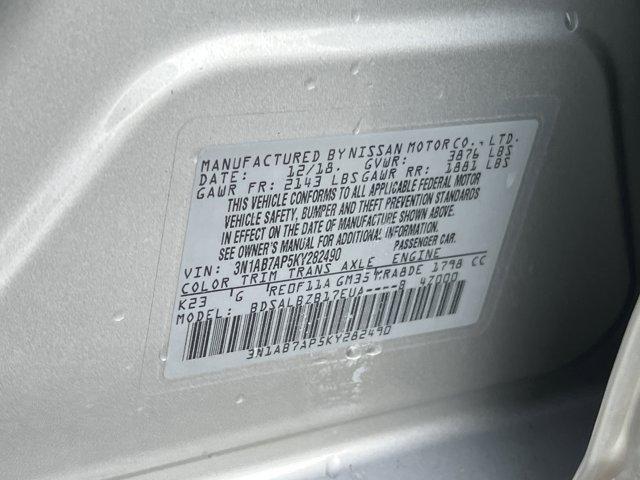 MANUFACTURED BY NISSAN MOTOR CO., LTD.
DATE: 12/18. GVWR: 3876 LBS
GAWR FR: 2143 LBS GAWR RR: 1881 LBS
THIS VEHICLE CONFORMS TO ALL APPLICABLE FEDERAL MOTOR
VEHICLE SAFETY, BUMPER AND THEFT PREVENTION STANDARDS
IN EFFECT ON THE DATE OF MANUFACTURE SHOWN ABOVE.
SEE OWNER'S MANUAL FOR ADDITIONAL INFORMATION.
VIN: 3N1AB7AP5KY282490 PASSENGER CAR.
COLOR TRIM TRANS AXLE ENGINE
K23 G RE0F11A GM35 MRA8DE 1798 CC
MODEL: BDSALBZB17EUA----8 47000
3N1AB7AP5KY282490